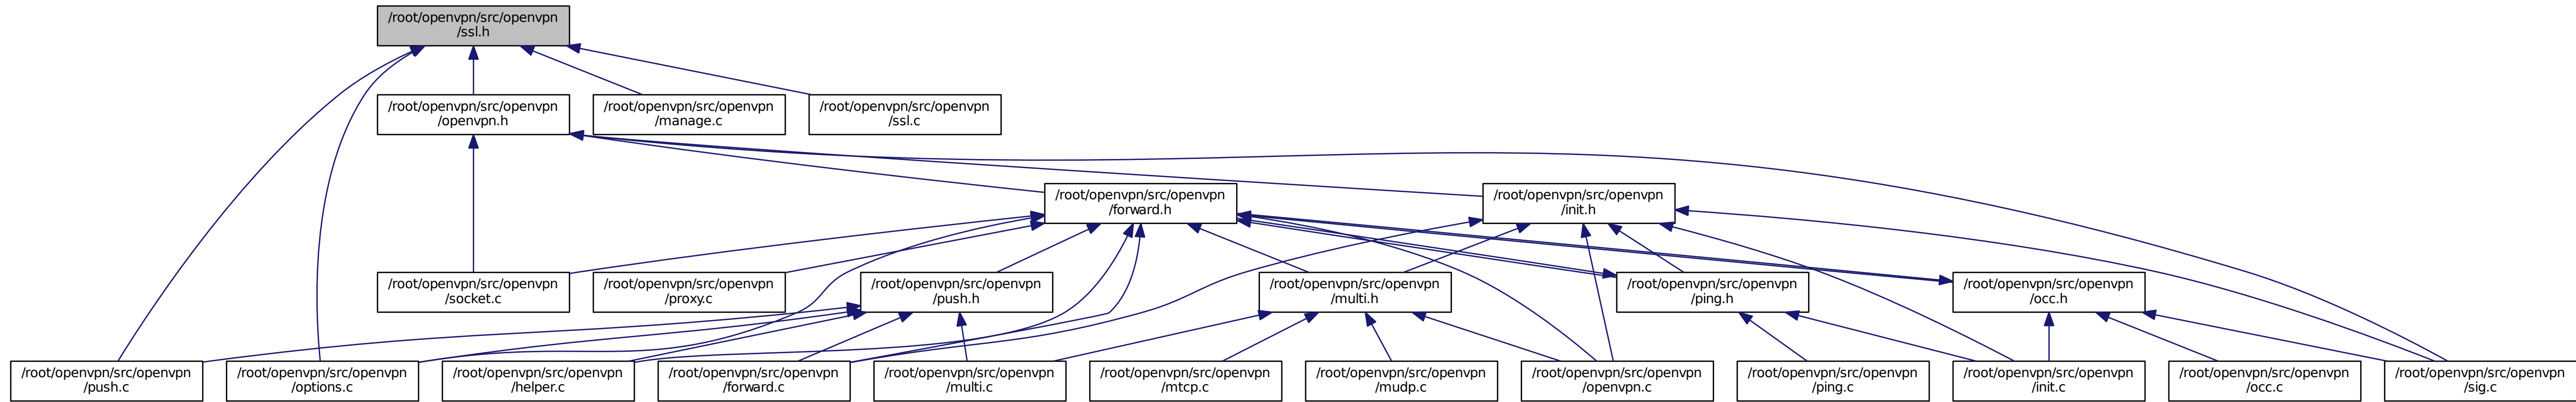 /root/openvpn/src/openvpn
/ssl.h
/root/openvpn/src/openvpn
/openvpn.h
/root/openvpn/src/openvpn
/manage.c
/root/openvpn/src/openvpn
/ssl.c
/root/openvpn/src/openvpn
/forward.h
/root/openvpn/src/openvpn
/init.h
/root/openvpn/src/openvpn
/socket.c
/root/openvpn/src/openvpn
/proxy.c
/root/openvpn/src/openvpn
/push.h
/root/openvpn/src/openvpn
/multi.h
/root/openvpn/src/openvpn
/ping.h
/root/openvpn/src/openvpn
/occ.h
/root/openvpn/src/openvpn
/push.c
/root/openvpn/src/openvpn
/options.c
/root/openvpn/src/openvpn
/helper.c
/root/openvpn/src/openvpn
/forward.c
/root/openvpn/src/openvpn
/multi.c
/root/openvpn/src/openvpn
/mtcp.c
/root/openvpn/src/openvpn
/mudp.c
/root/openvpn/src/openvpn
/openvpn.c
/root/openvpn/src/openvpn
/ping.c
/root/openvpn/src/openvpn
/init.c
/root/openvpn/src/openvpn
/occ.c
/root/openvpn/src/openvpn
/sig.c